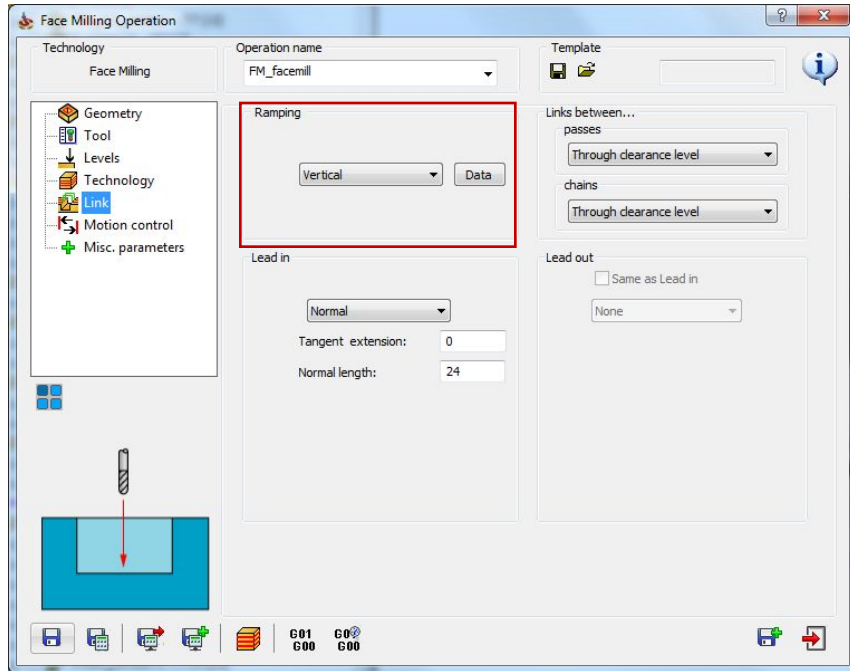 Face Milling Operation
Technology
Face Milling
Operation name
FM_facemill
Template
Geometry
Tool
Levels
Technology
Link
Motion control
Misc. parameters
Ramping
Vertical
Data
Links between...
passes
Through clearance level
chains
Through clearance level
Lead in
Normal
Tangent extension: 0
Normal length: 24
Lead out
Same as Lead in
None
G01
G00
G0
G00